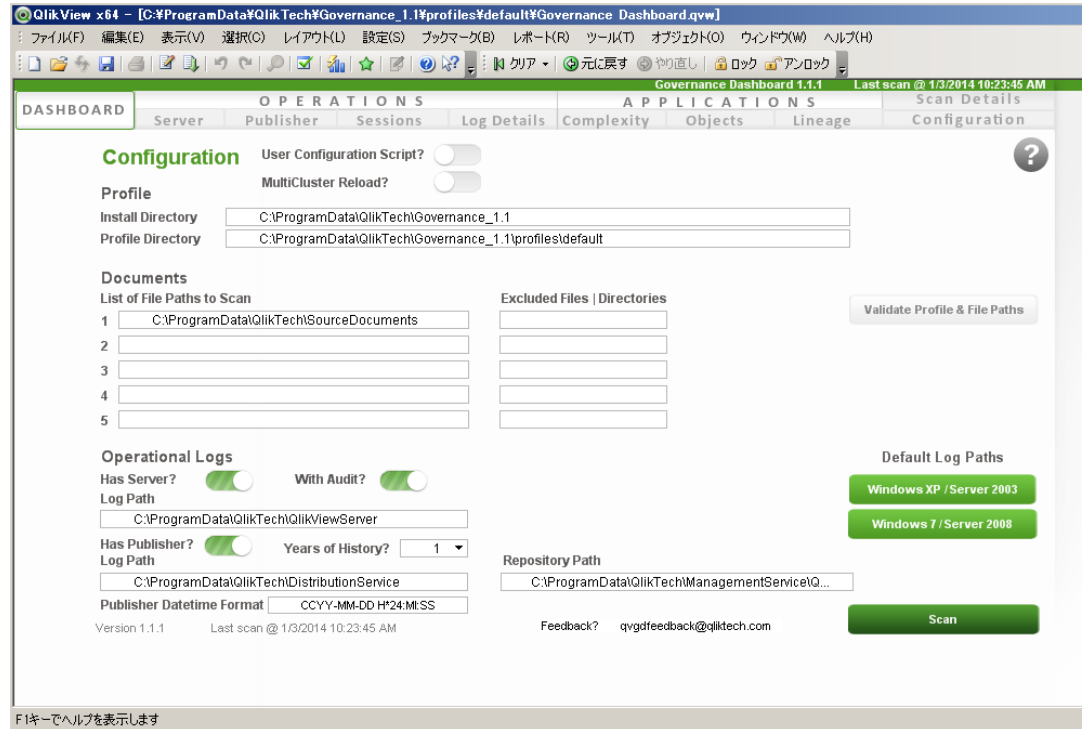 QlikView x64 - [C:¥ProgramData¥QlikTech¥Governance_1.1¥profiles¥default¥Governance Dashboard.qvw]
ファイル(F) 編集(E) 表示(V) 選択(C) レイアウト(L) 設定(S) ブックマーク(B) レポート(R) ツール(T) オブジェクト(O) ウィンドウ(W) ヘルプ(H)
クリア 元に戻す やり直し ロック アンロック
Governance Dashboard 1.1.1 Last scan @ 1/3/2014 10:23:45 AM
DASHBOARD OPERATIONS APPLICATIONS Scan Details
Server Publisher Sessions Log Details Complexity Objects Lineage Configuration
Configuration User Configuration Script?
MultiCluster Reload?
?
Profile
Install Directory C:\ProgramData\QlikTech\Governance_1.1
Profile Directory C:\ProgramData\QlikTech\Governance_1.1\profiles\default
Documents
List of File Paths to Scan Excluded Files | Directories
1 C:\ProgramData\QlikTech\SourceDocuments Validate Profile & File Paths
2
3
4
5
Operational Logs Default Log Paths
Has Server? With Audit? Windows XP / Server 2003
Log Path
C:\ProgramData\QlikTech\QlikViewServer Windows 7 / Server 2008
Has Publisher? Years of History? 1
Log Path Repository Path
C:\ProgramData\QlikTech\DistributionService C:\ProgramData\QlikTech\ManagementService\Q...
Publisher Datetime Format CCYY-MM-DD H*24:MI:SS Scan
Version 1.1.1 Last scan @ 1/3/2014 10:23:45 AM Feedback? qvgdfeedback@qliktech.com
F1キーでヘルプを表示します